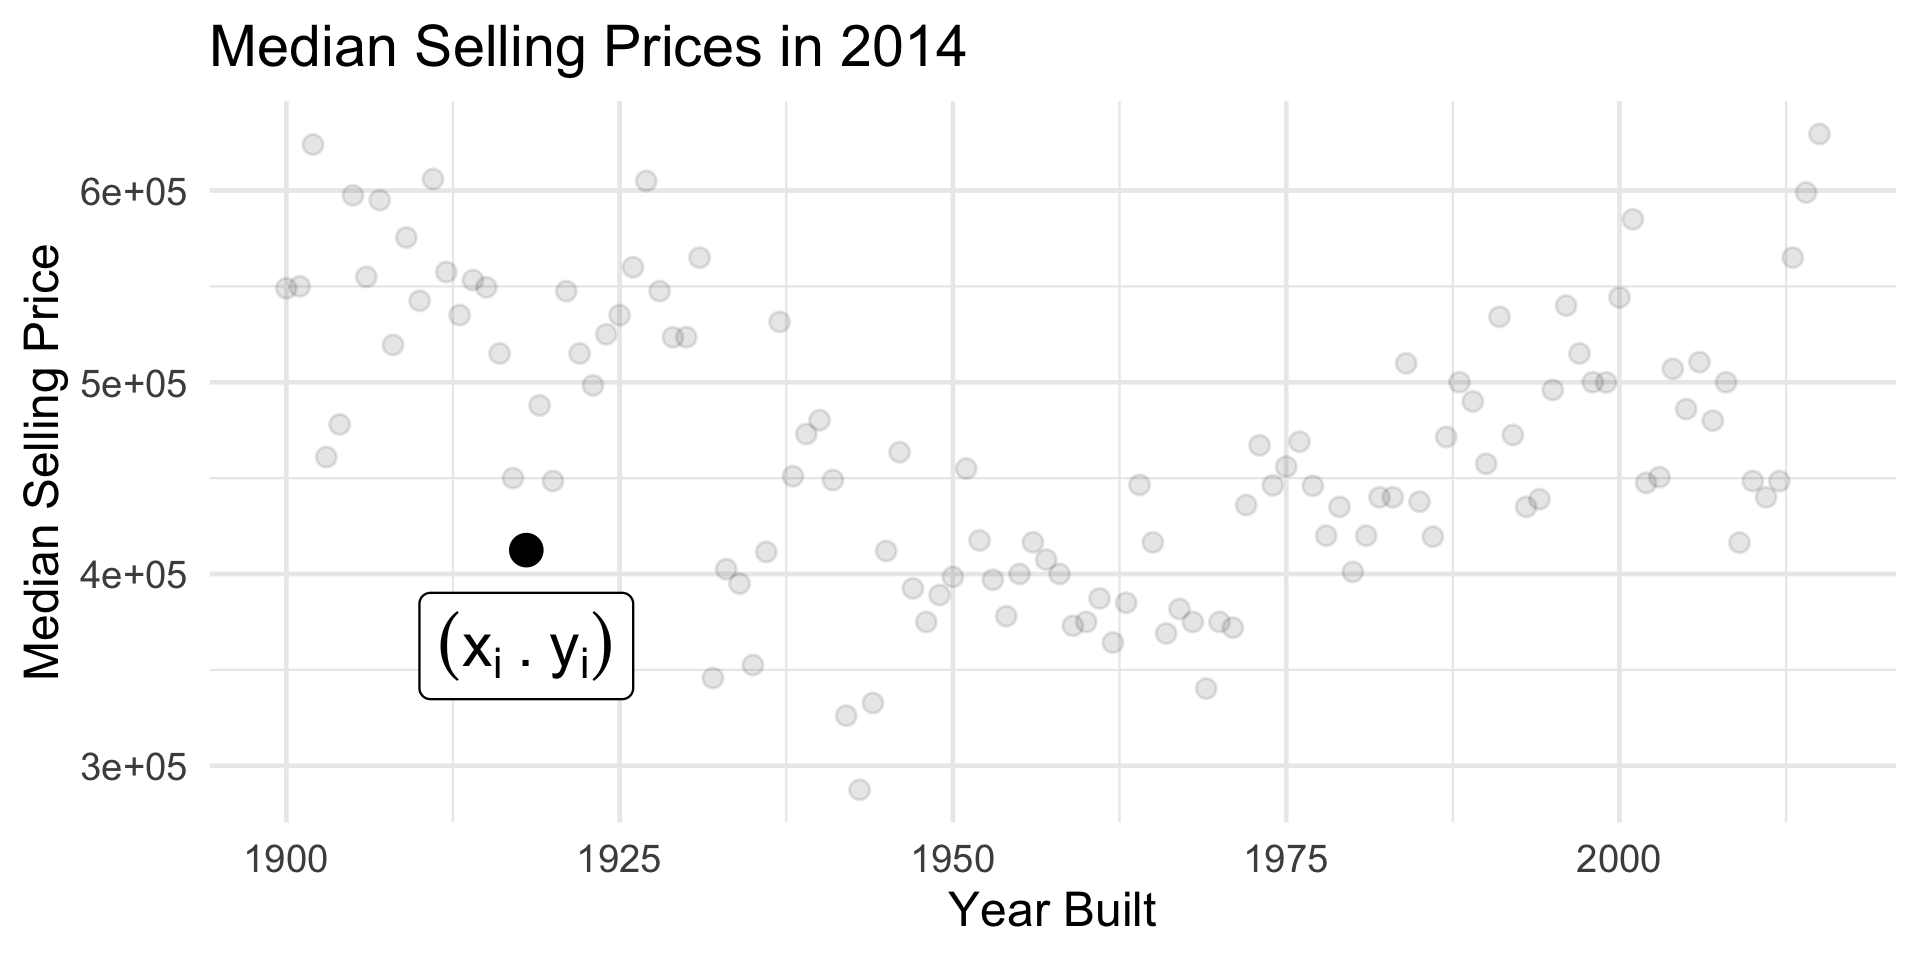 Median Selling Prices in 2014
Median Selling Price
6e+05
5e+05
4e+05
3e+05
(xᵢ . yᵢ)
1900 1925 1950 1975 2000
Year Built